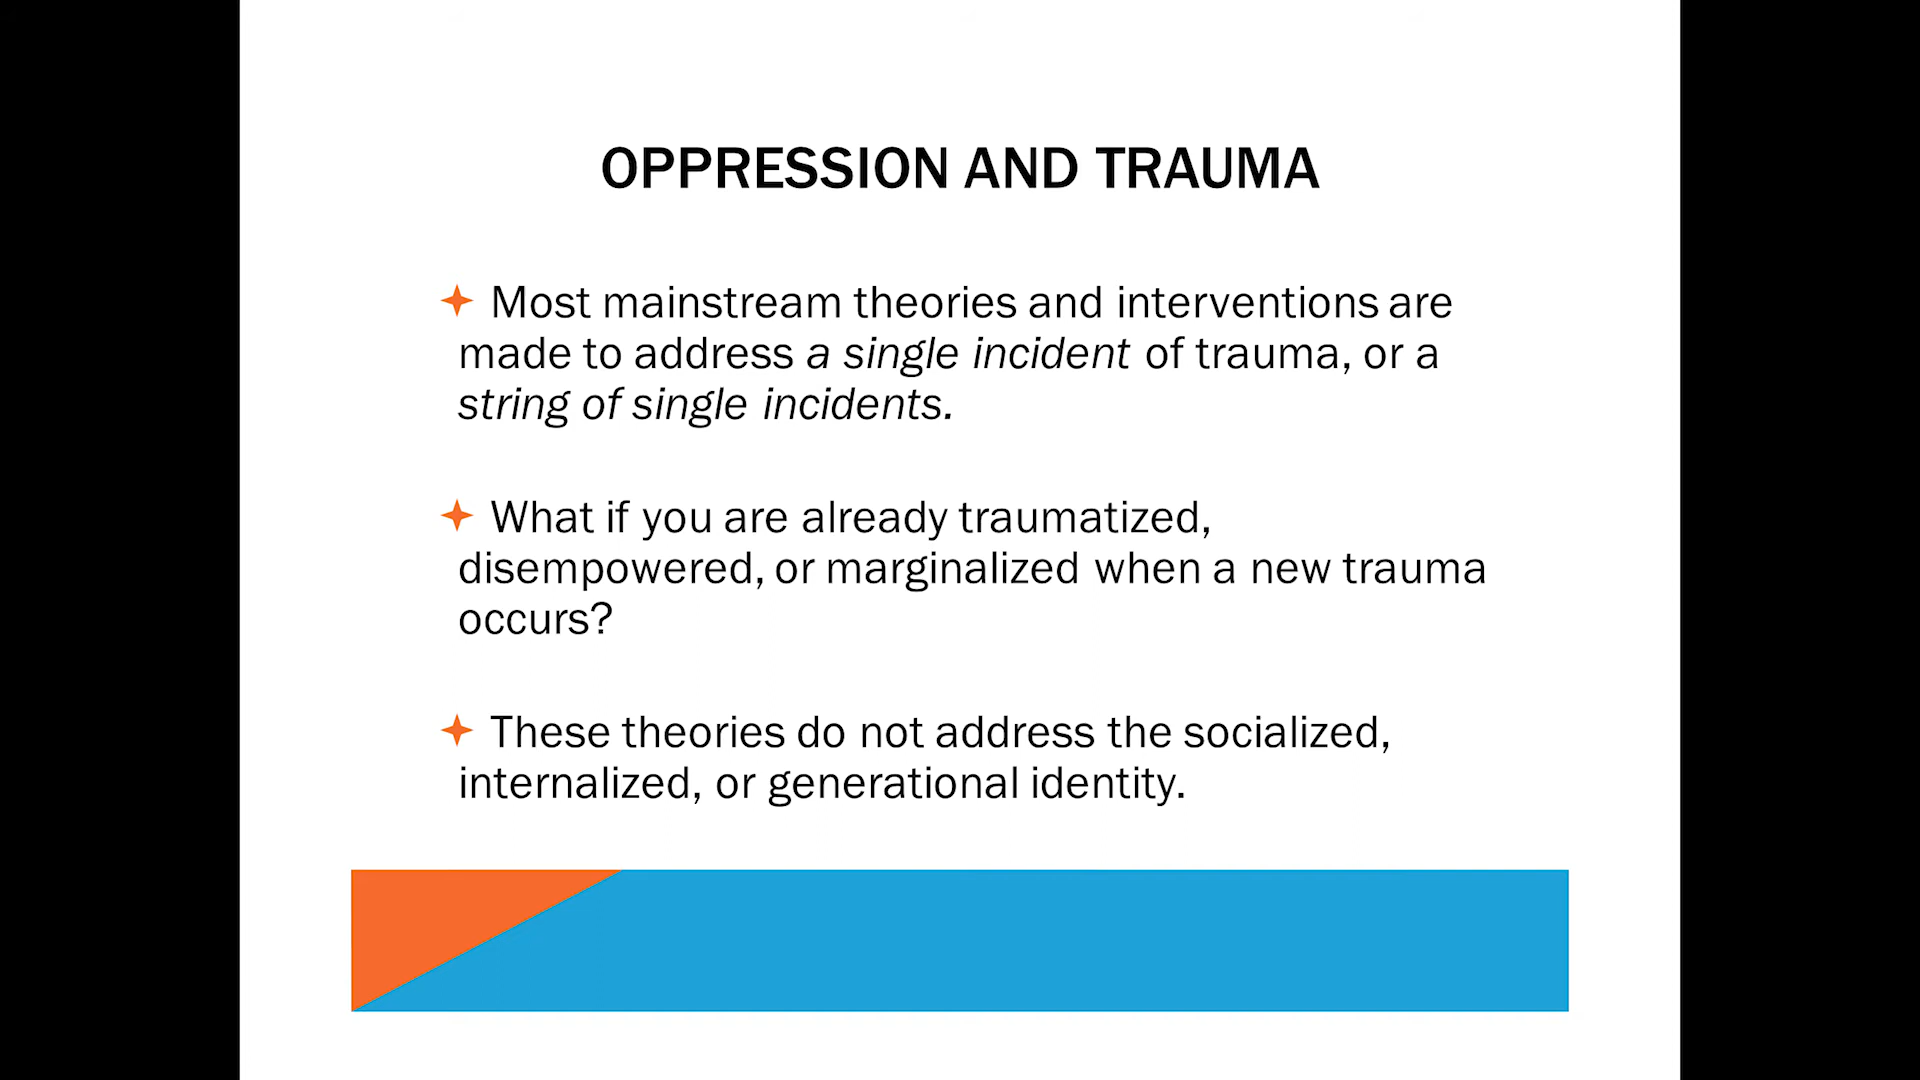 OPPRESSION AND TRAUMA
Most mainstream theories and interventions are
made to address a single incident of trauma, or a
string of single incidents.
What if you are already traumatized,
disempowered, or marginalized when a new trauma
occurs?
These theories do not address the socialized,
internalized, or generational identity.